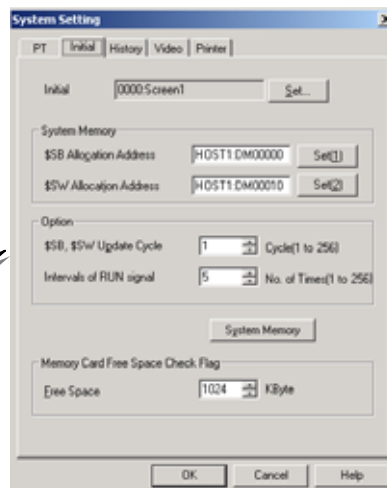 System Setting
PT Initial History Video Printer
Initial 0000:Screen1 Set...
System Memory
$SB Allocation Address HOST1:DM00000 Set(1)
$SW Allocation Address HOST1:DM00010 Set(2)
Option
$SB, $SW Update Cycle 1 Cycle(1 to 256)
Intervals of RUN signal 5 No. of Times(1 to 256)
System Memory
Memory Card Free Space Check Flag
Free Space 1024 KByte
OK Cancel Help